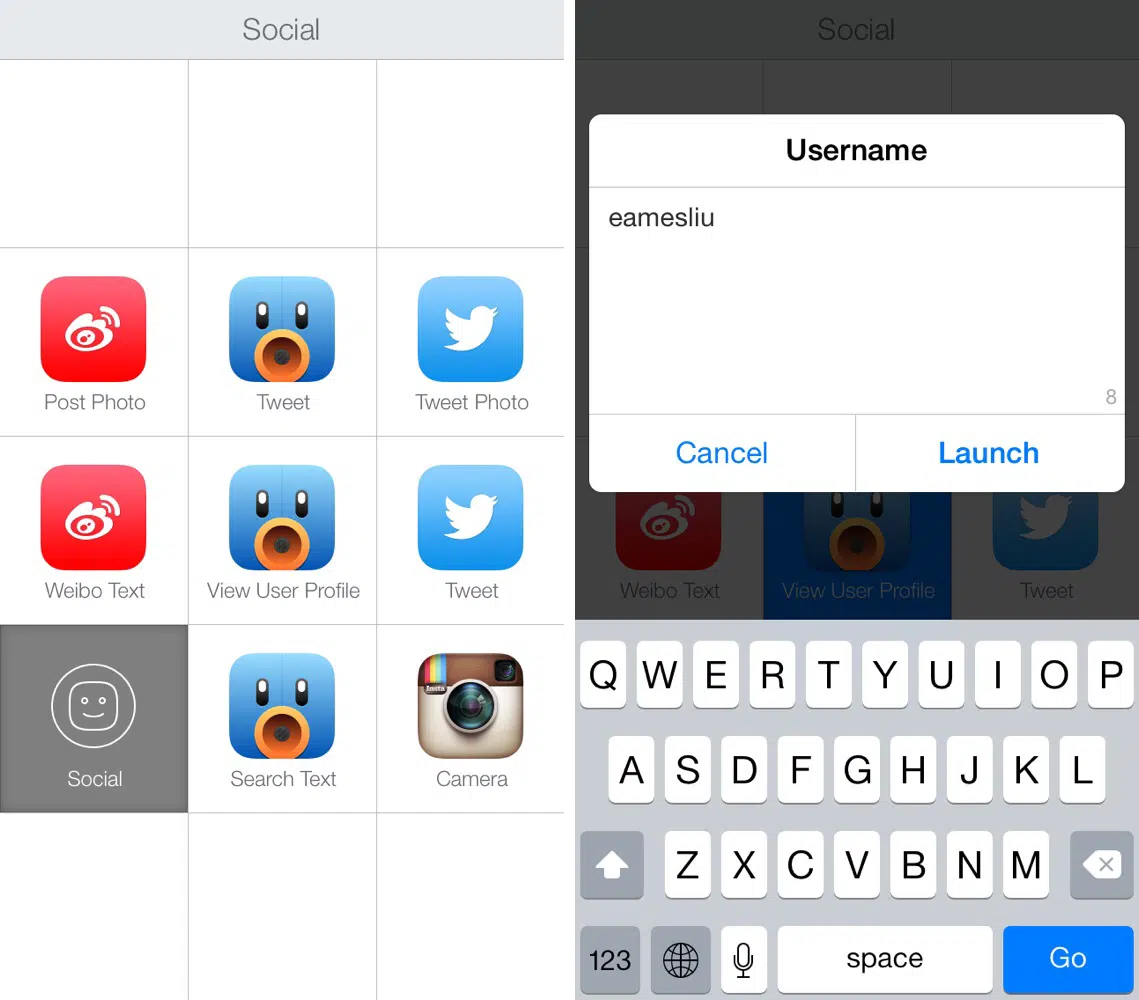 Social
Post Photo
Tweet
Tweet Photo
Weibo Text
View User Profile
Tweet
Social
Search Text
Insta
Camera
Social
Username
eamesliu
8
Cancel
Launch
Weibo Text
View User Profile
Tweet
Q W E R T Y U I O P
A S D F G H J K L
Z X C V B N M
123 space Go